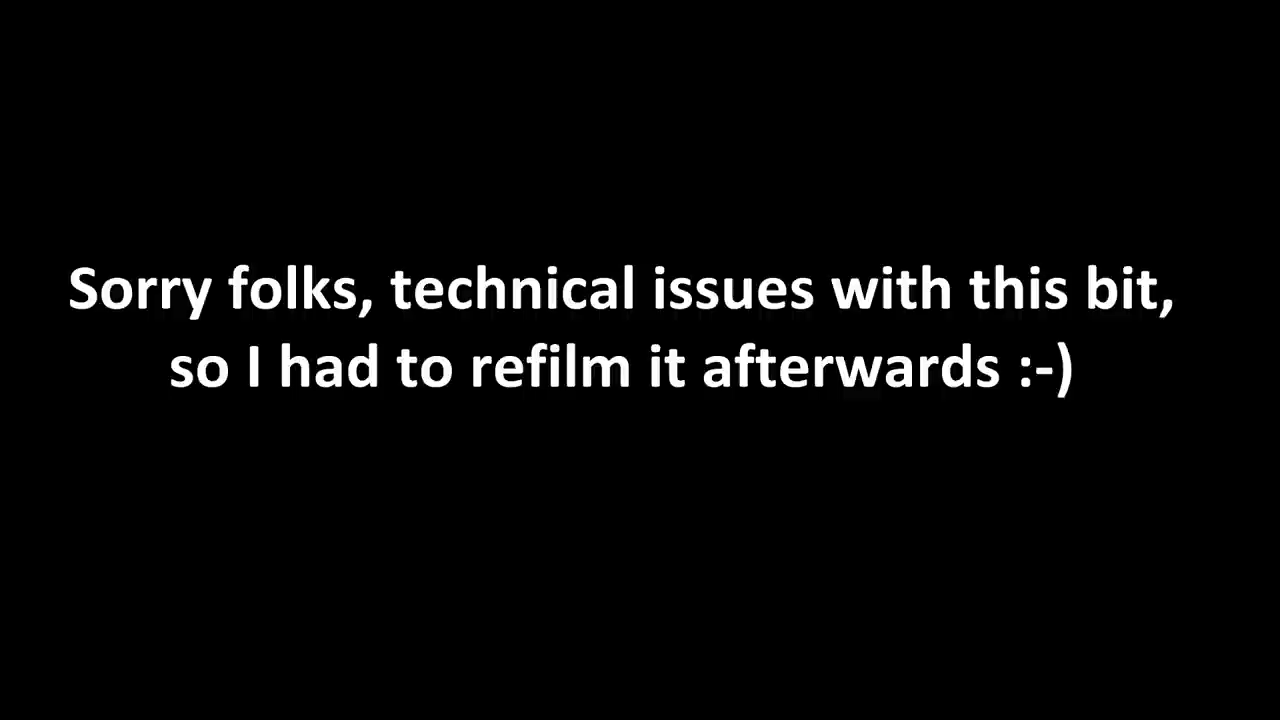 Sorry folks, technical issues with this bit,
so I had to refilm it afterwards :-)